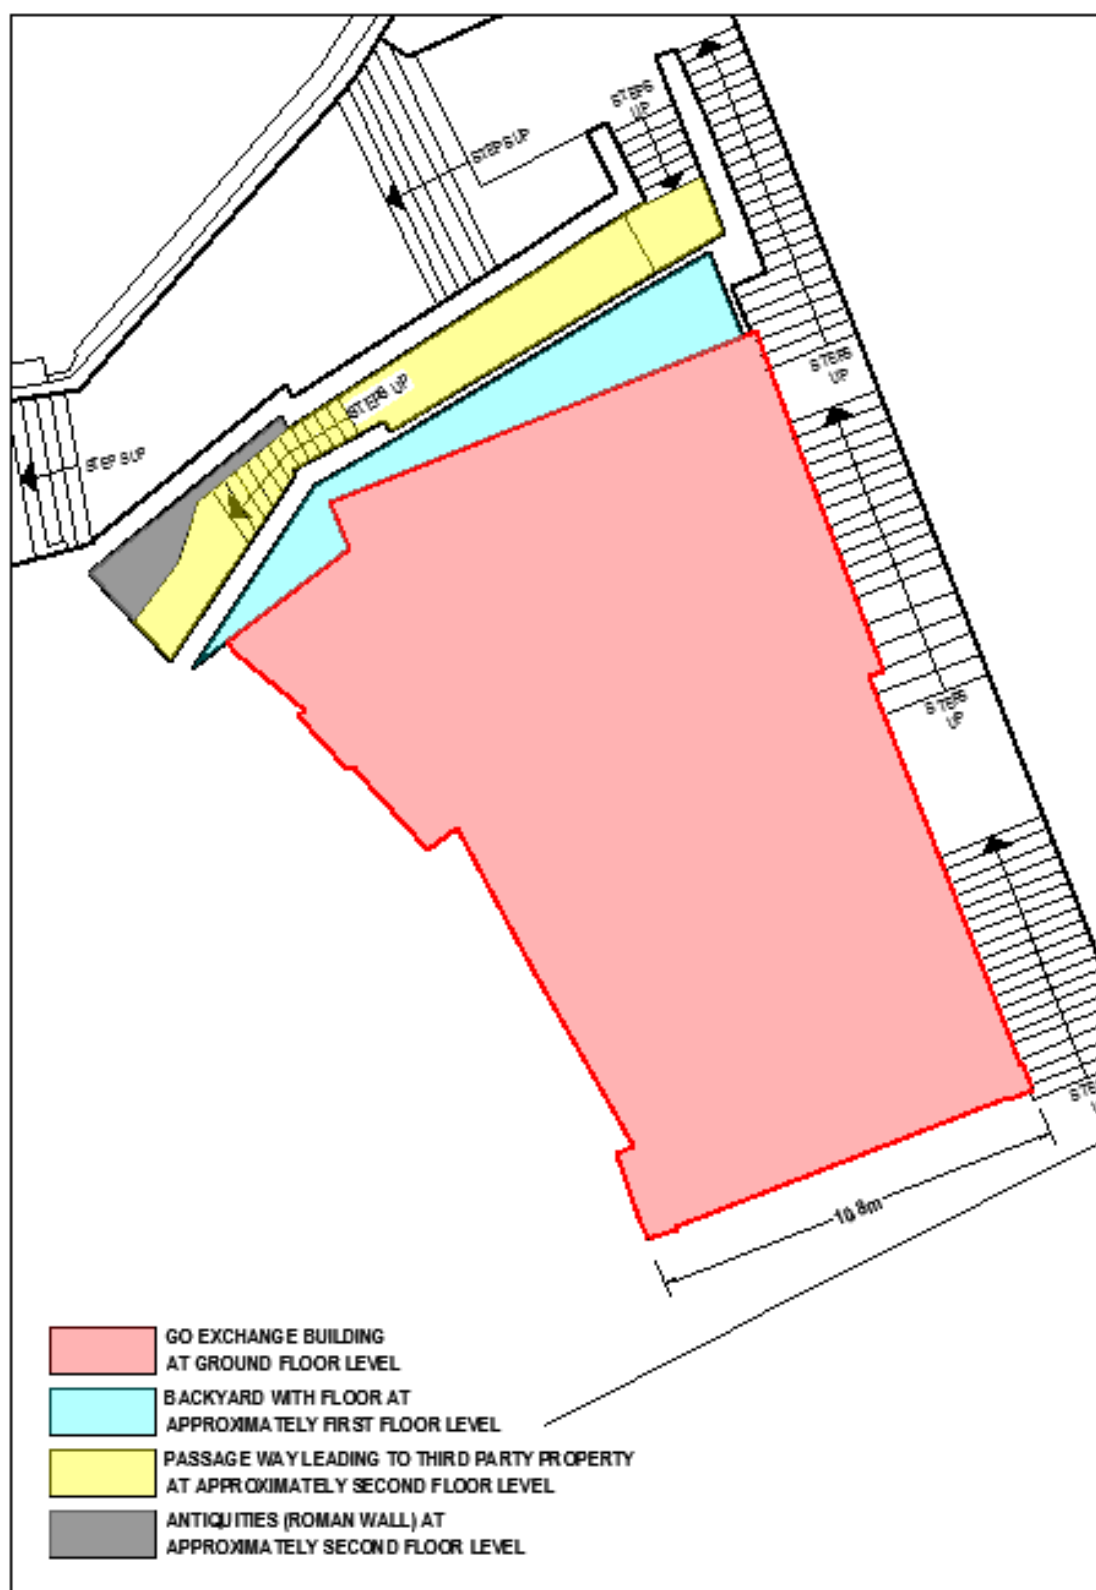 STEPS
UP
STEPS UP
STEPS UP
STEPS UP
STEPS
UP
STEPS
UP
10.8m
GO EXCHANGE BUILDING
AT GROUND FLOOR LEVEL
BACKYARD WITH FLOOR AT
APPROXIMATELY FIRST FLOOR LEVEL
PASSAGE WAY LEADING TO THIRD PARTY PROPERTY
AT APPROXIMATELY SECOND FLOOR LEVEL
ANTIQUITIES (ROMAN WALL) AT
APPROXIMATELY SECOND FLOOR LEVEL